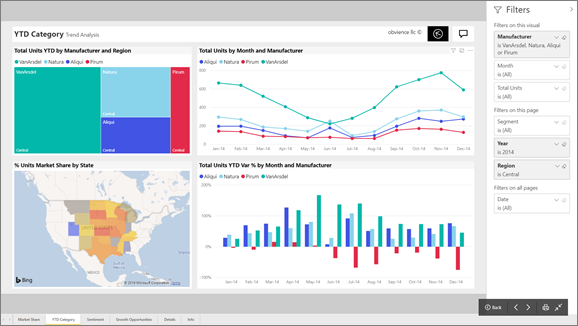 YTD Category Trend Analysis
obvience llc ©
Total Units YTD by Manufacturer and Region
VanArsdel Natura Aliqui Pirum
VanArsdel
Natura
Pirum
Central
Aliqui
Central
Central
Central
Total Units by Month and Manufacturer
Aliqui Natura Pirum VanArsdel
800
600
400
200
0
Jan-14 Feb-14 Mar-14 Apr-14 May-14 Jun-14 Jul-14 Aug-14 Sep-14 Oct-14 Nov-14 Dec-14
% Units Market Share by State
UNITED STATES
MEXICO
Bing
© 2019 Microsoft Corporation Terms
Total Units YTD Var % by Month and Manufacturer
Aliqui Natura Pirum VanArsdel
200%
100%
0%
-100%
Jan-14 Feb-14 Mar-14 Apr-14 May-14 Jun-14 Jul-14 Aug-14 Sep-14 Oct-14 Nov-14 Dec-14
Filters
Filters on this visual
Manufacturer
is VanArsdel, Natura, Aliqui
or Pirum
Month
is (All)
Total Units
is (All)
Filters on this page
Segment
is (All)
Year
is 2014
Region
is Central
Filters on all pages
Date
is (All)
Back
Market Share YTD Category Sentiment Growth Opportunities Details Info